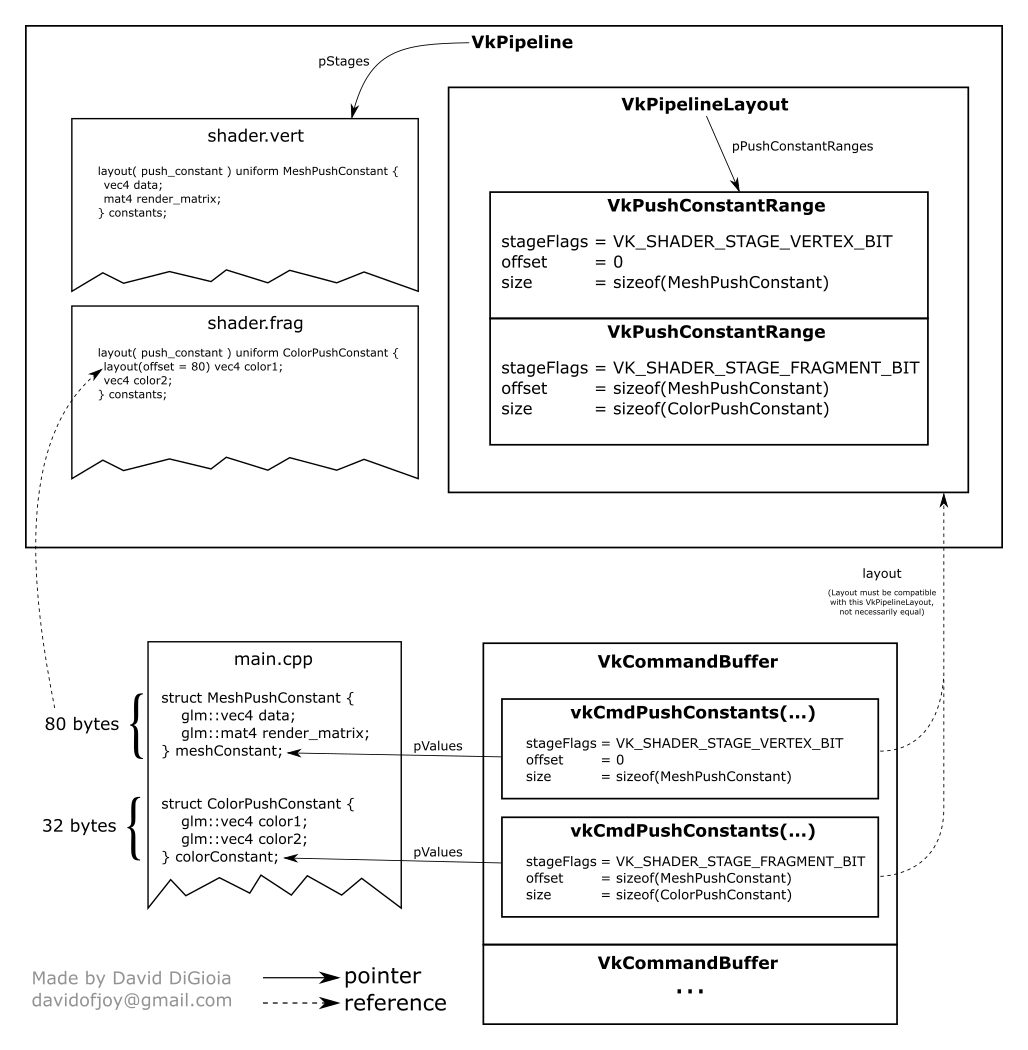 VkPipeline
pStages
shader.vert
layout( push_constant ) uniform MeshPushConstant {
vec4 data;
mat4 render_matrix;
} constants;
shader.frag
layout( push_constant ) uniform ColorPushConstant {
layout(offset = 80) vec4 color1;
vec4 color2;
} constants;
VkPipelineLayout
pPushConstantRanges
VkPushConstantRange
stageFlags = VK_SHADER_STAGE_VERTEX_BIT
offset = 0
size = sizeof(MeshPushConstant)
VkPushConstantRange
stageFlags = VK_SHADER_STAGE_FRAGMENT_BIT
offset = sizeof(MeshPushConstant)
size = sizeof(ColorPushConstant)
layout
(Layout must be compatible
with this VkPipelineLayout,
not necessarily equal)
main.cpp
80 bytes
struct MeshPushConstant {
glm::vec4 data;
glm::mat4 render_matrix;
} meshConstant;
32 bytes
struct ColorPushConstant {
glm::vec4 color1;
glm::vec4 color2;
} colorConstant;
pValues
pValues
VkCommandBuffer
vkCmdPushConstants(...)
stageFlags = VK_SHADER_STAGE_VERTEX_BIT
offset = 0
size = sizeof(MeshPushConstant)
vkCmdPushConstants(...)
stageFlags = VK_SHADER_STAGE_FRAGMENT_BIT
offset = sizeof(MeshPushConstant)
size = sizeof(ColorPushConstant)
VkCommandBuffer
...
Made by David DiGioia
davidofjoy@gmail.com
pointer
reference